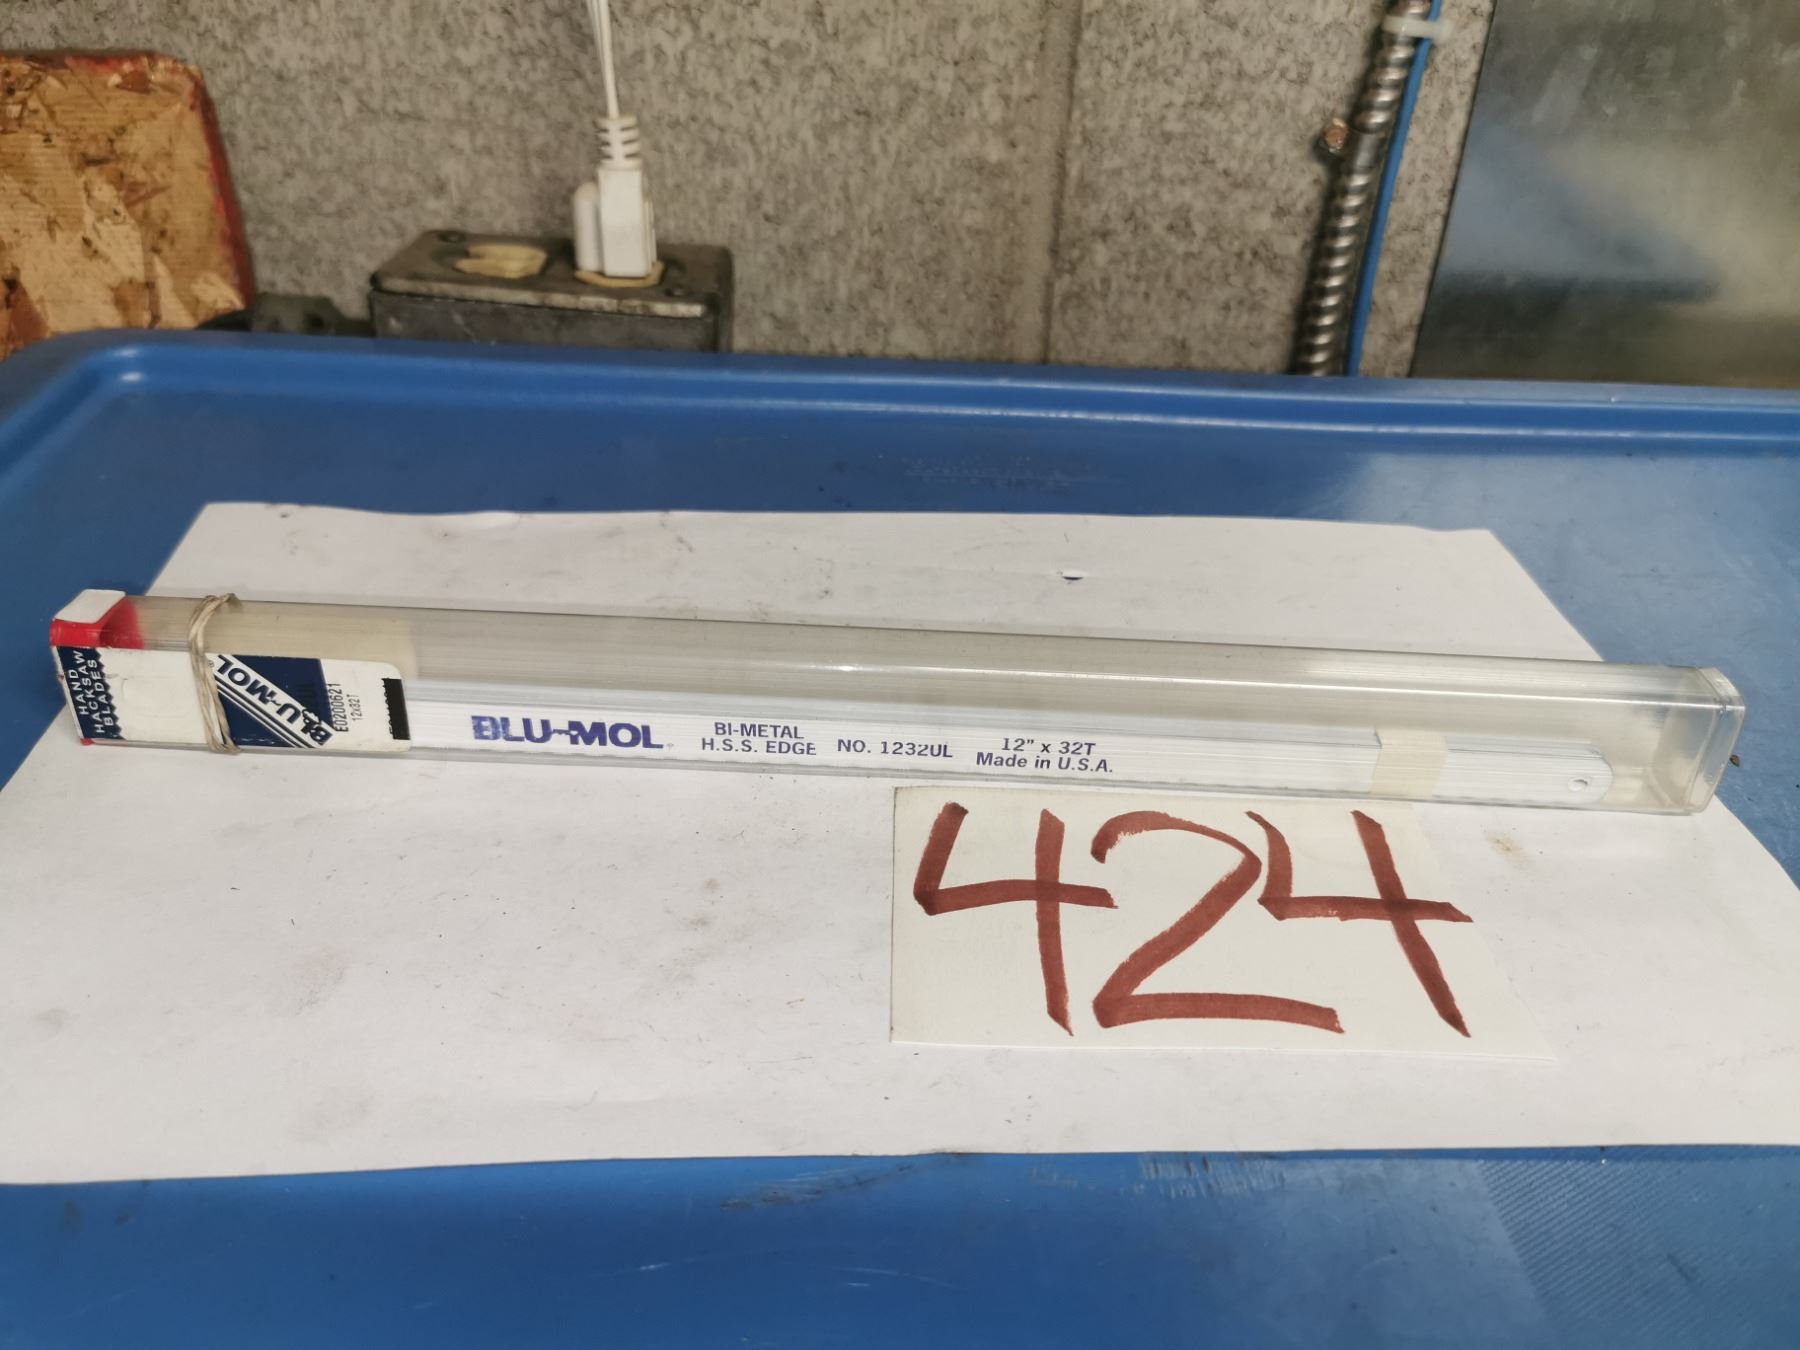 HAND
HACKSAW
BLADES
BLU-MOL®
E0200621
12x32T
BLU-MOL®
BI-METAL
H.S.S. EDGE
NO. 1232UL
12" x 32T
Made in U.S.A.
424